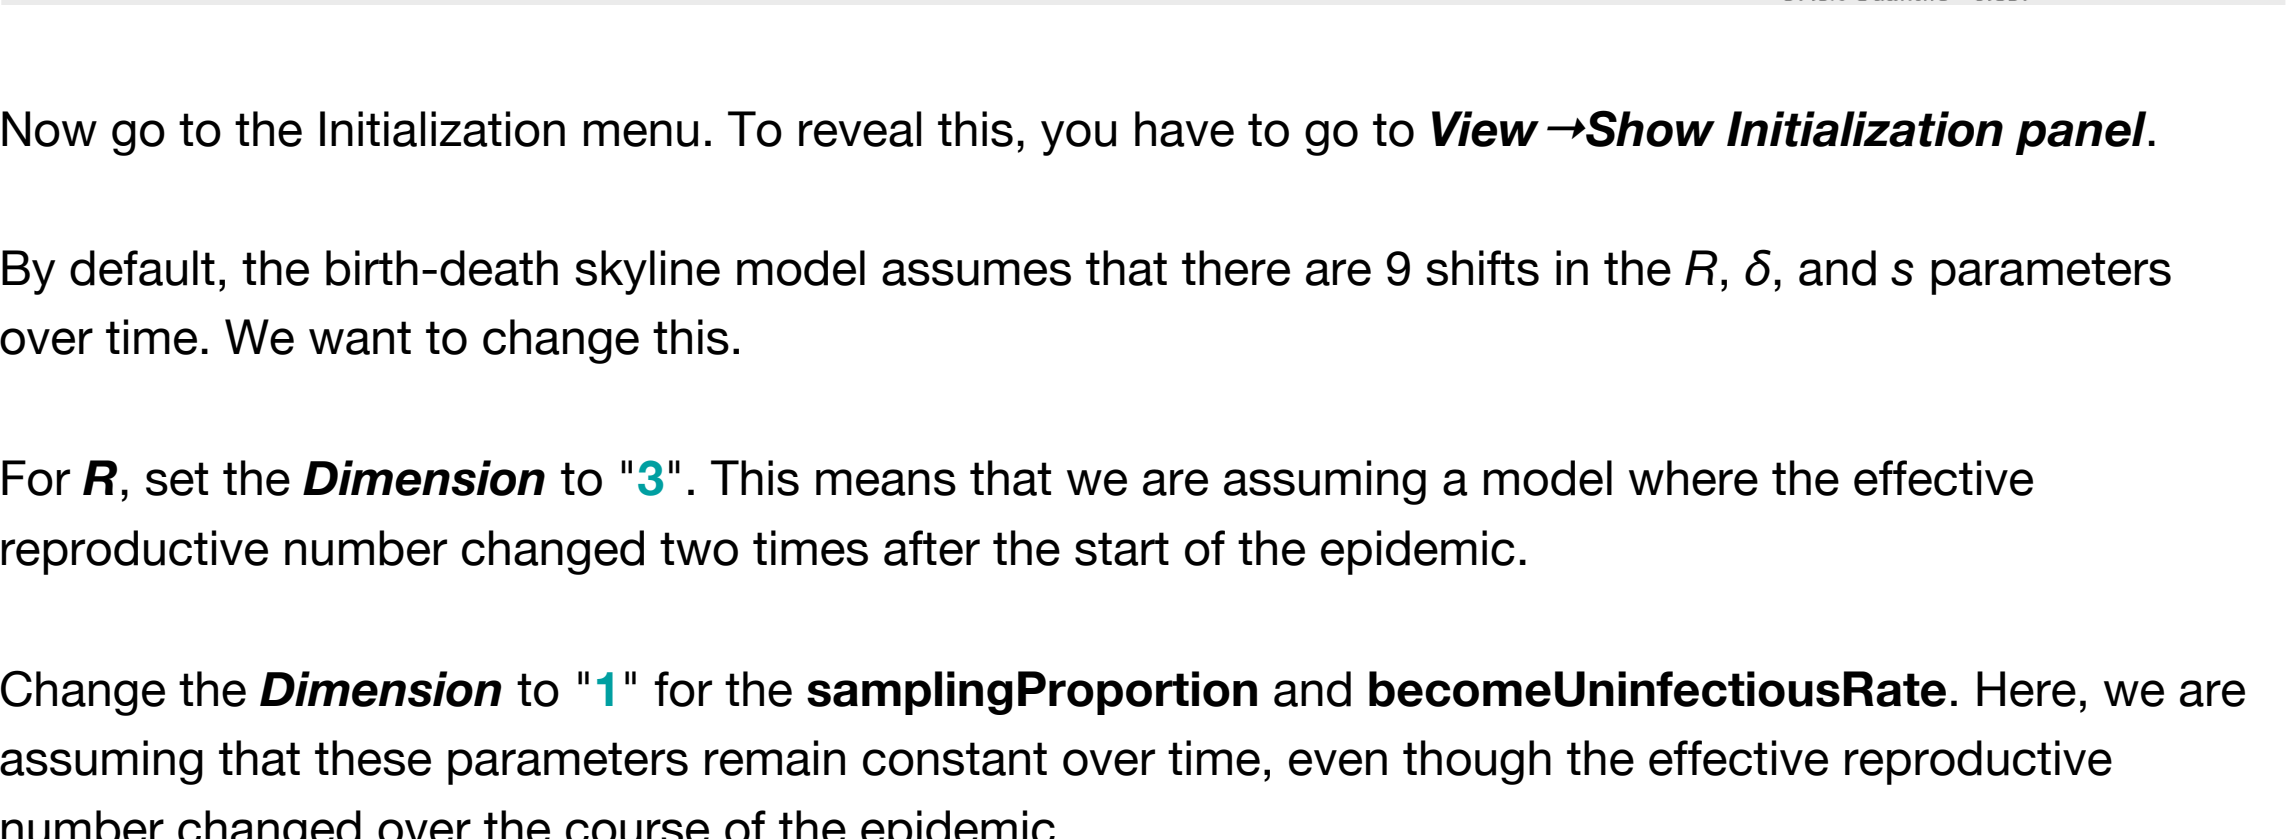 Now go to the Initialization menu. To reveal this, you have to go to View→Show Initialization panel.
By default, the birth-death skyline model assumes that there are 9 shifts in the R, δ, and s parameters
over time. We want to change this.
For R, set the Dimension to "3". This means that we are assuming a model where the effective
reproductive number changed two times after the start of the epidemic.
Change the Dimension to "1" for the samplingProportion and becomeUninfectiousRate. Here, we are
assuming that these parameters remain constant over time, even though the effective reproductive
number changed over the course of the epidemic